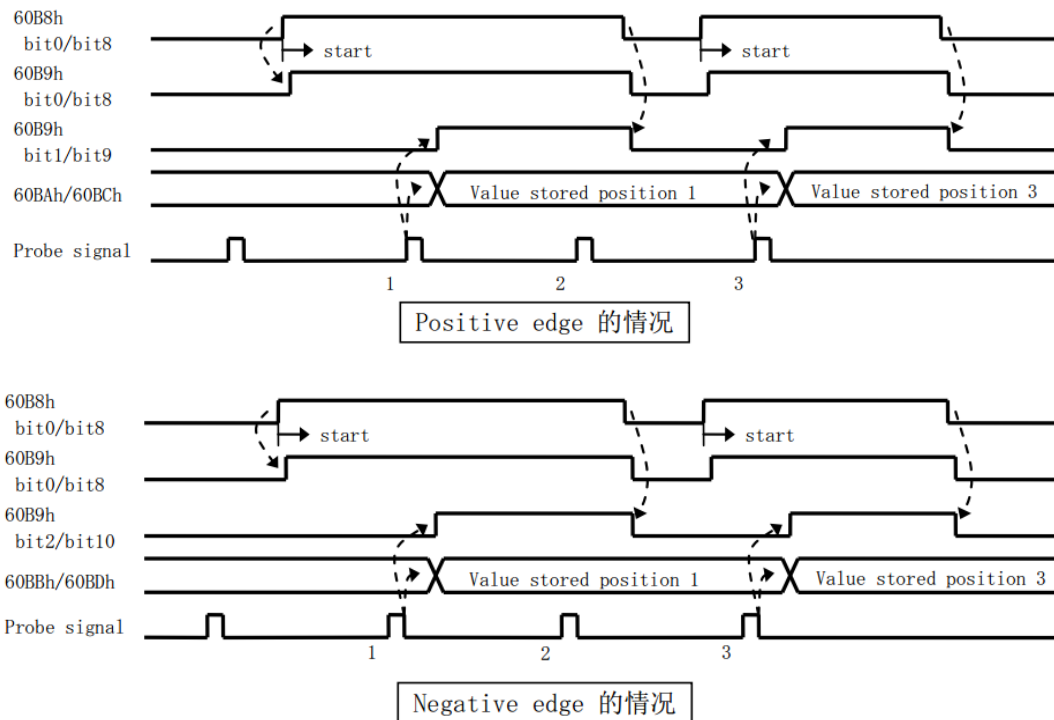 60B8h
bit0/bit8
start
start
60B9h
bit0/bit8
60B9h
bit1/bit9
60BAh/60BCh
Value stored position 1
Value stored position 3
Probe signal
1
2
3
Positive edge 的情况
60B8h
bit0/bit8
start
start
60B9h
bit0/bit8
60B9h
bit2/bit10
60BBh/60BDh
Value stored position 1
Value stored position 3
Probe signal
1
2
3
Negative edge 的情况